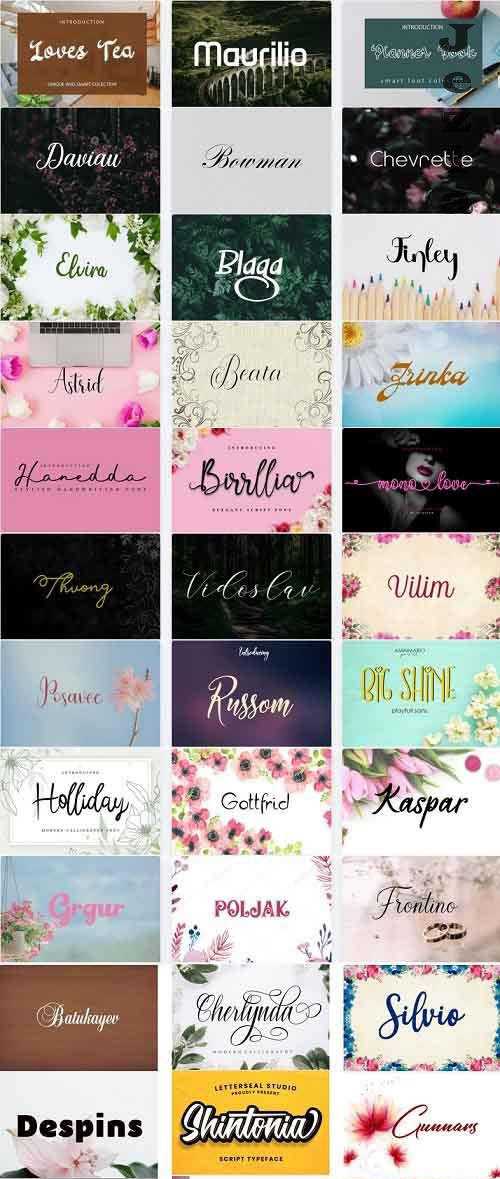 INTRODUCTION
Loves Tea
UNIQUE AND SMART COLLECTIVE
Maurilio
INTRODUCTION
Planner Book
smart font collection
Daviau
Bowman
Chevrette
Elvira
Blaga
Finley
Astrid
Beata
Zrinka
INTRODUCING
Hanedda
STYLISH HANDWRITTEN FONT
INTRODUCING
Birrllia
ELEGANT SCRIPT FONT
mono love
Thuong
Vidoslav
Vilim
Posavec
Introducing
Russom
BIG SHINE
playfull sans
INTRODUCING
Holliday
MODERN CALLIGRAPHY FONT
Gottfrid
Kaspar
Grgur
POLJAK
Frontino
Batukayev
Cherlynda
MODERN CALLIGRAPHY
Silvio
Despins
LETTERSEAL STUDIO
PROUDLY PRESENT
Shintonia
SCRIPT TYPEFACE
Gunnars